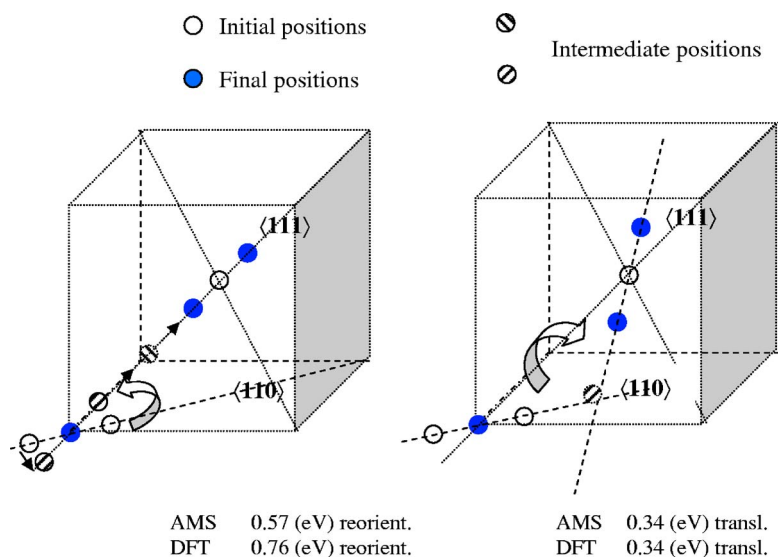 Initial positions
Final positions
Intermediate positions
⟨111⟩
⟨110⟩
⟨111⟩
⟨110⟩
AMS 0.57 (eV) reorient.
DFT 0.76 (eV) reorient.
AMS 0.34 (eV) transl.
DFT 0.34 (eV) transl.